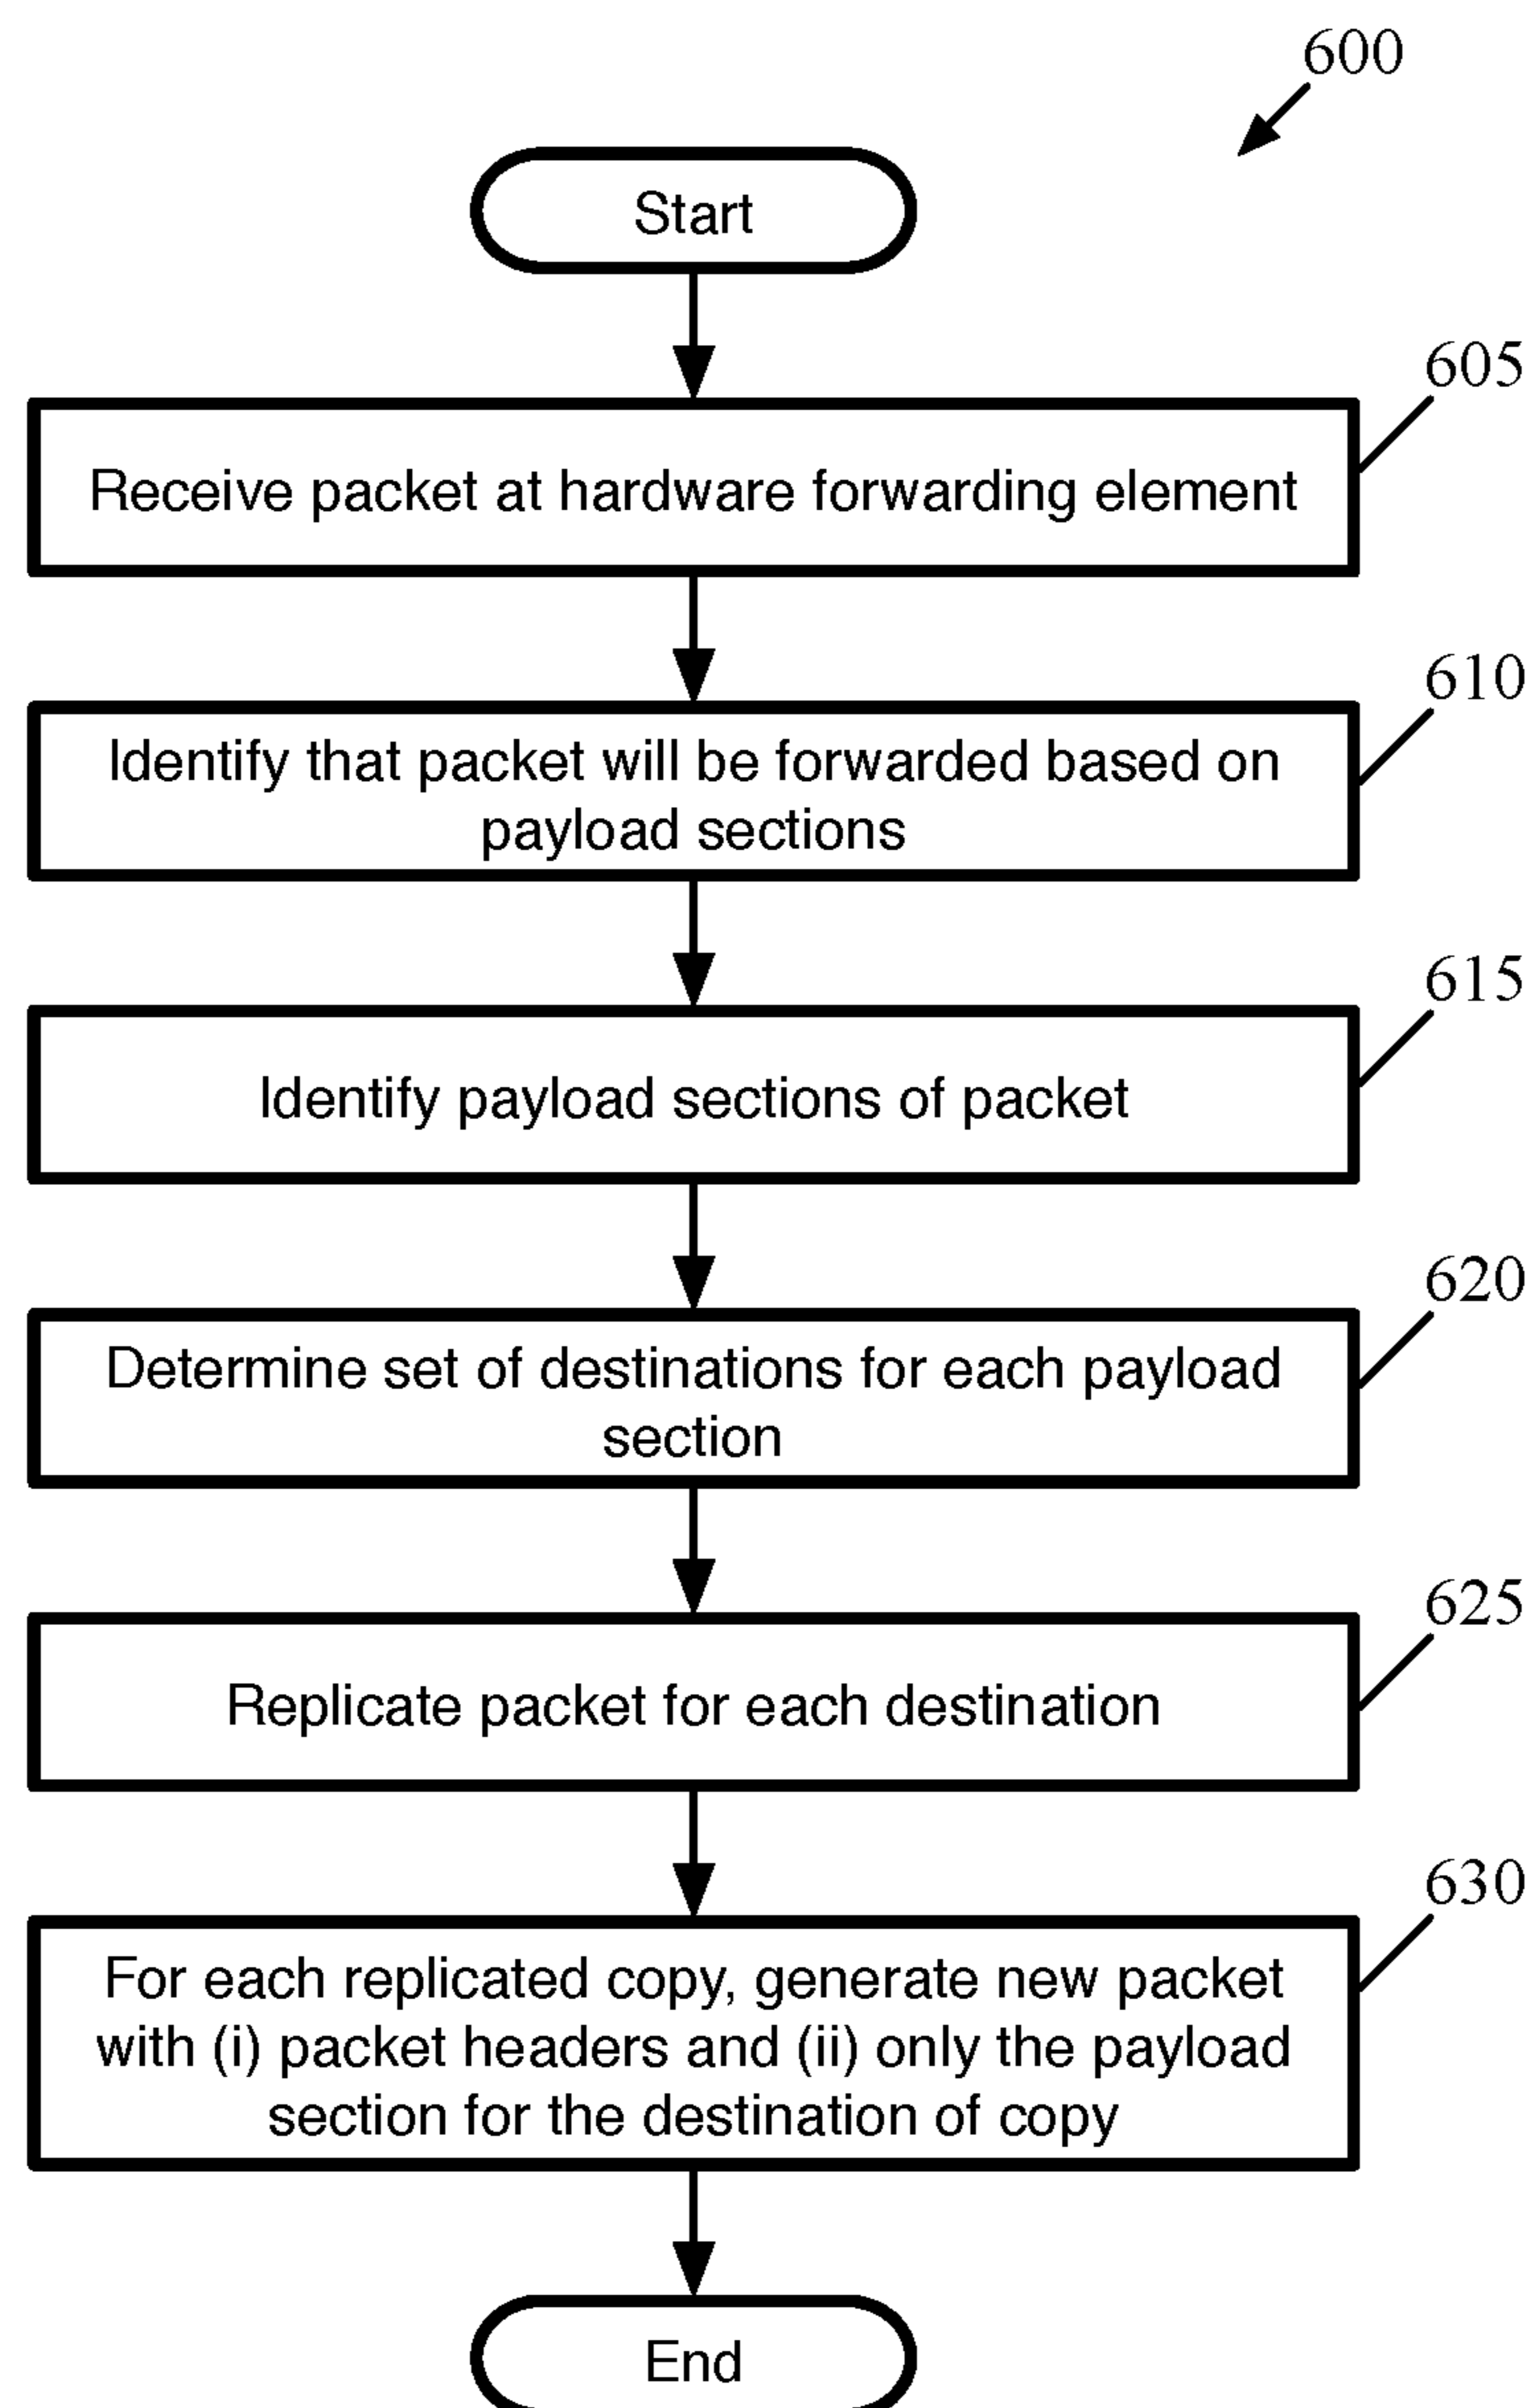 600
Start
605
Receive packet at hardware forwarding element
610
Identify that packet will be forwarded based on
payload sections
615
Identify payload sections of packet
620
Determine set of destinations for each payload
section
625
Replicate packet for each destination
630
For each replicated copy, generate new packet
with (i) packet headers and (ii) only the payload
section for the destination of copy
End